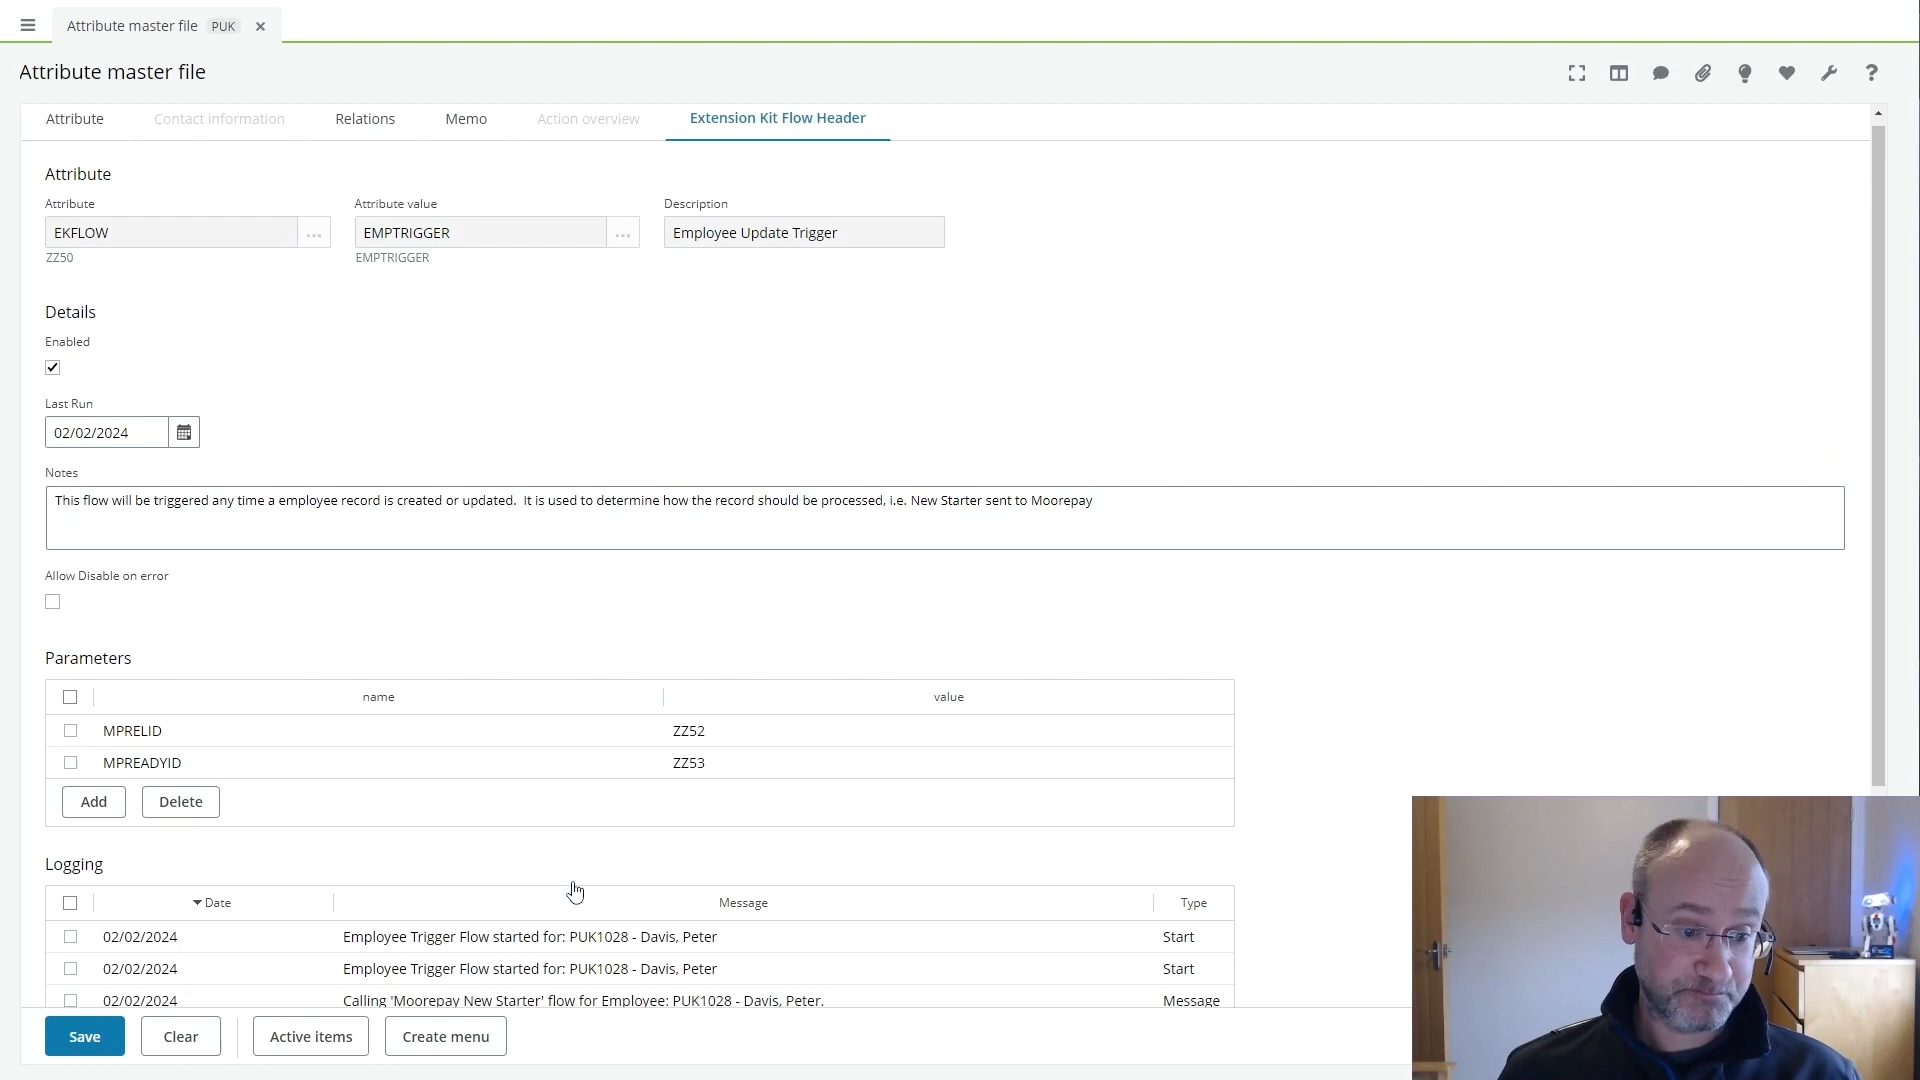 Attribute master file PUK
Attribute master file
Attribute Contact information Relations Memo Action overview Extension Kit Flow Header
Attribute
Attribute Attribute value Description
EKFLOW ... EMPTRIGGER ... Employee Update Trigger
ZZ50 EMPTRIGGER
Details
Enabled
Last Run
02/02/2024
Notes
This flow will be triggered any time a employee record is created or updated.  It is used to determine how the record should be processed, i.e. New Starter sent to Moorepay
Allow Disable on error
Parameters
name value
MPRELID ZZ52
MPREADYID ZZ53
Add Delete
Logging
Date Message Type
02/02/2024 Employee Trigger Flow started for: PUK1028 - Davis, Peter Start
02/02/2024 Employee Trigger Flow started for: PUK1028 - Davis, Peter Start
02/02/2024 Calling 'Moorepay New Starter' flow for Employee: PUK1028 - Davis, Peter. Message
Save Clear Active items Create menu